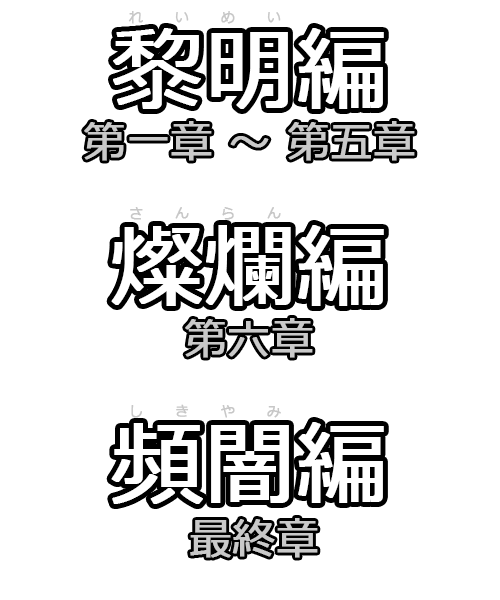 れいめい
黎明編
第一章 ～ 第五章
さんらん
燦爛編
第六章
しきやみ
頻闇編
最終章